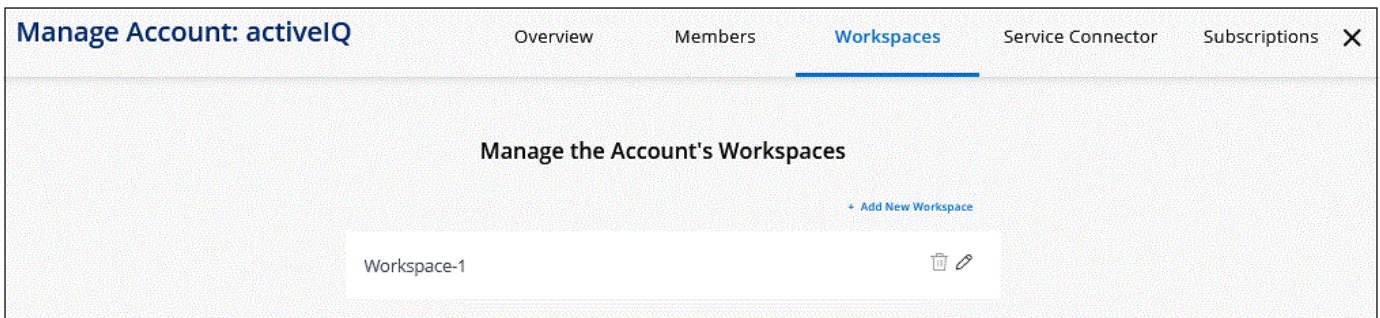 Manage Account: activeIQ
Overview Members Workspaces Service Connector Subscriptions
Manage the Account's Workspaces
+ Add New Workspace
Workspace-1